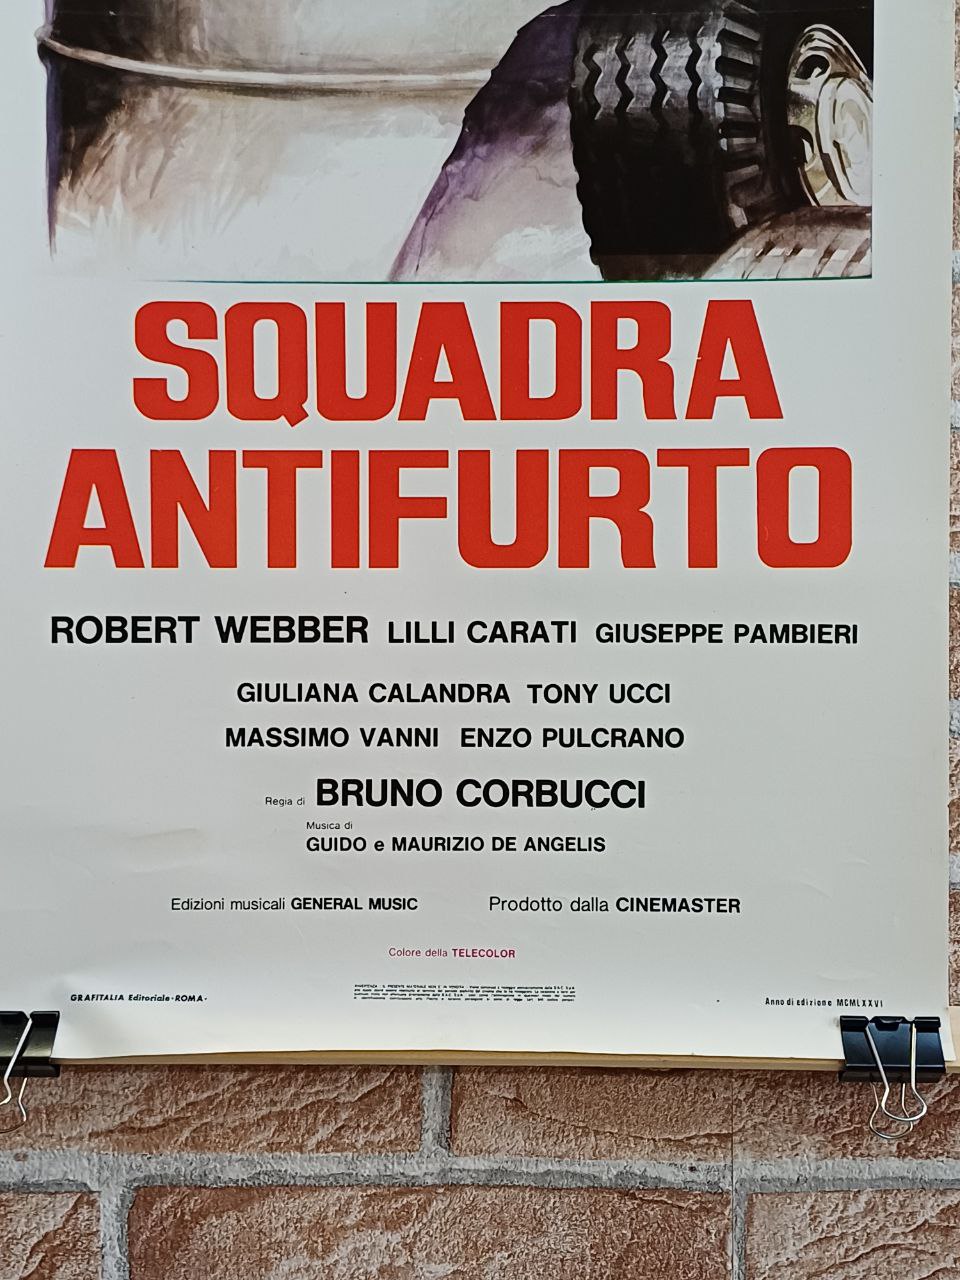 SQUADRA
ANTIFURTO
ROBERT WEBBER LILLI CARATI GIUSEPPE PAMBIERI
GIULIANA CALANDRA TONY UCCI
MASSIMO VANNI ENZO PULCRANO
Regia di BRUNO CORBUCCI
Musica di
GUIDO e MAURIZIO DE ANGELIS
Edizioni musicali GENERAL MUSIC Prodotto dalla CINEMASTER
Colore della TELECOLOR
GRAFITALIA Editoriale - ROMA -
Anno di edizione MCMLXXVI